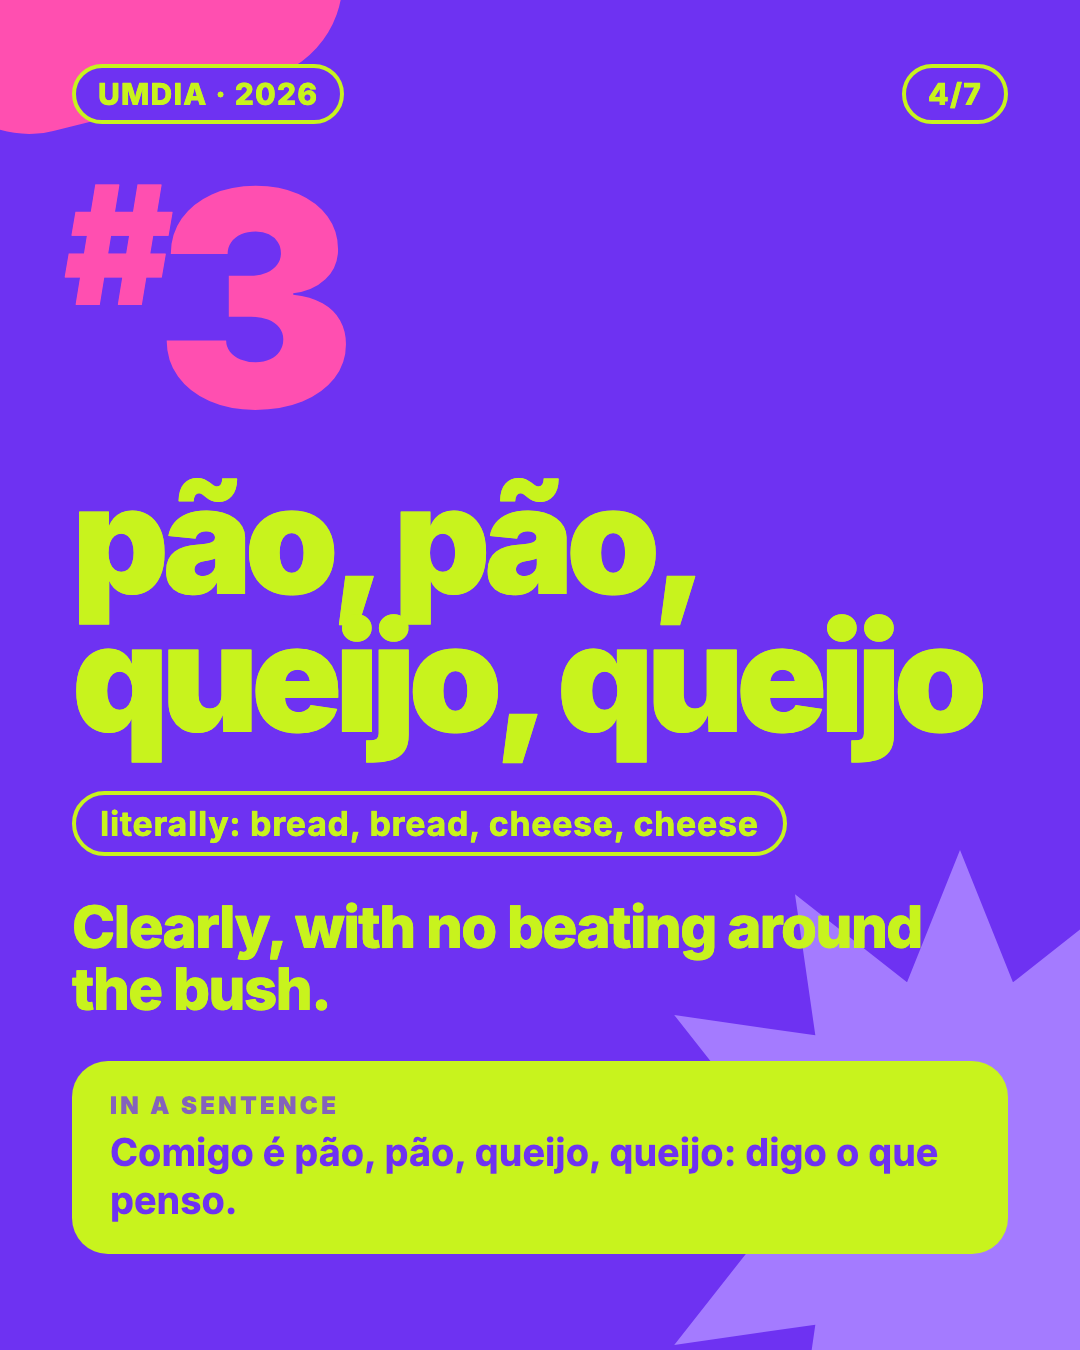 UMDIA · 2026
4/7
#3
pão, pão,
queijo, queijo
literally: bread, bread, cheese, cheese
Clearly, with no beating around
the bush.
IN A SENTENCE
Comigo é pão, pão, queijo, queijo: digo o que
penso.